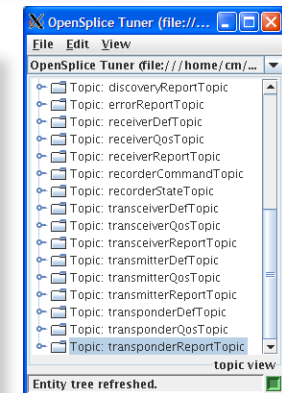 OpenSplice Tuner (file://...
File Edit View
OpenSplice Tuner (file:///home/cm/...
Topic: discoveryReportTopic
Topic: errorReportTopic
Topic: receiverDefTopic
Topic: receiverQosTopic
Topic: receiverReportTopic
Topic: recorderCommandTopic
Topic: recorderStateTopic
Topic: transceiverDefTopic
Topic: transceiverQosTopic
Topic: transceiverReportTopic
Topic: transmitterDefTopic
Topic: transmitterQosTopic
Topic: transmitterReportTopic
Topic: transponderDefTopic
Topic: transponderQosTopic
Topic: transponderReportTopic
topic view
Entity tree refreshed.